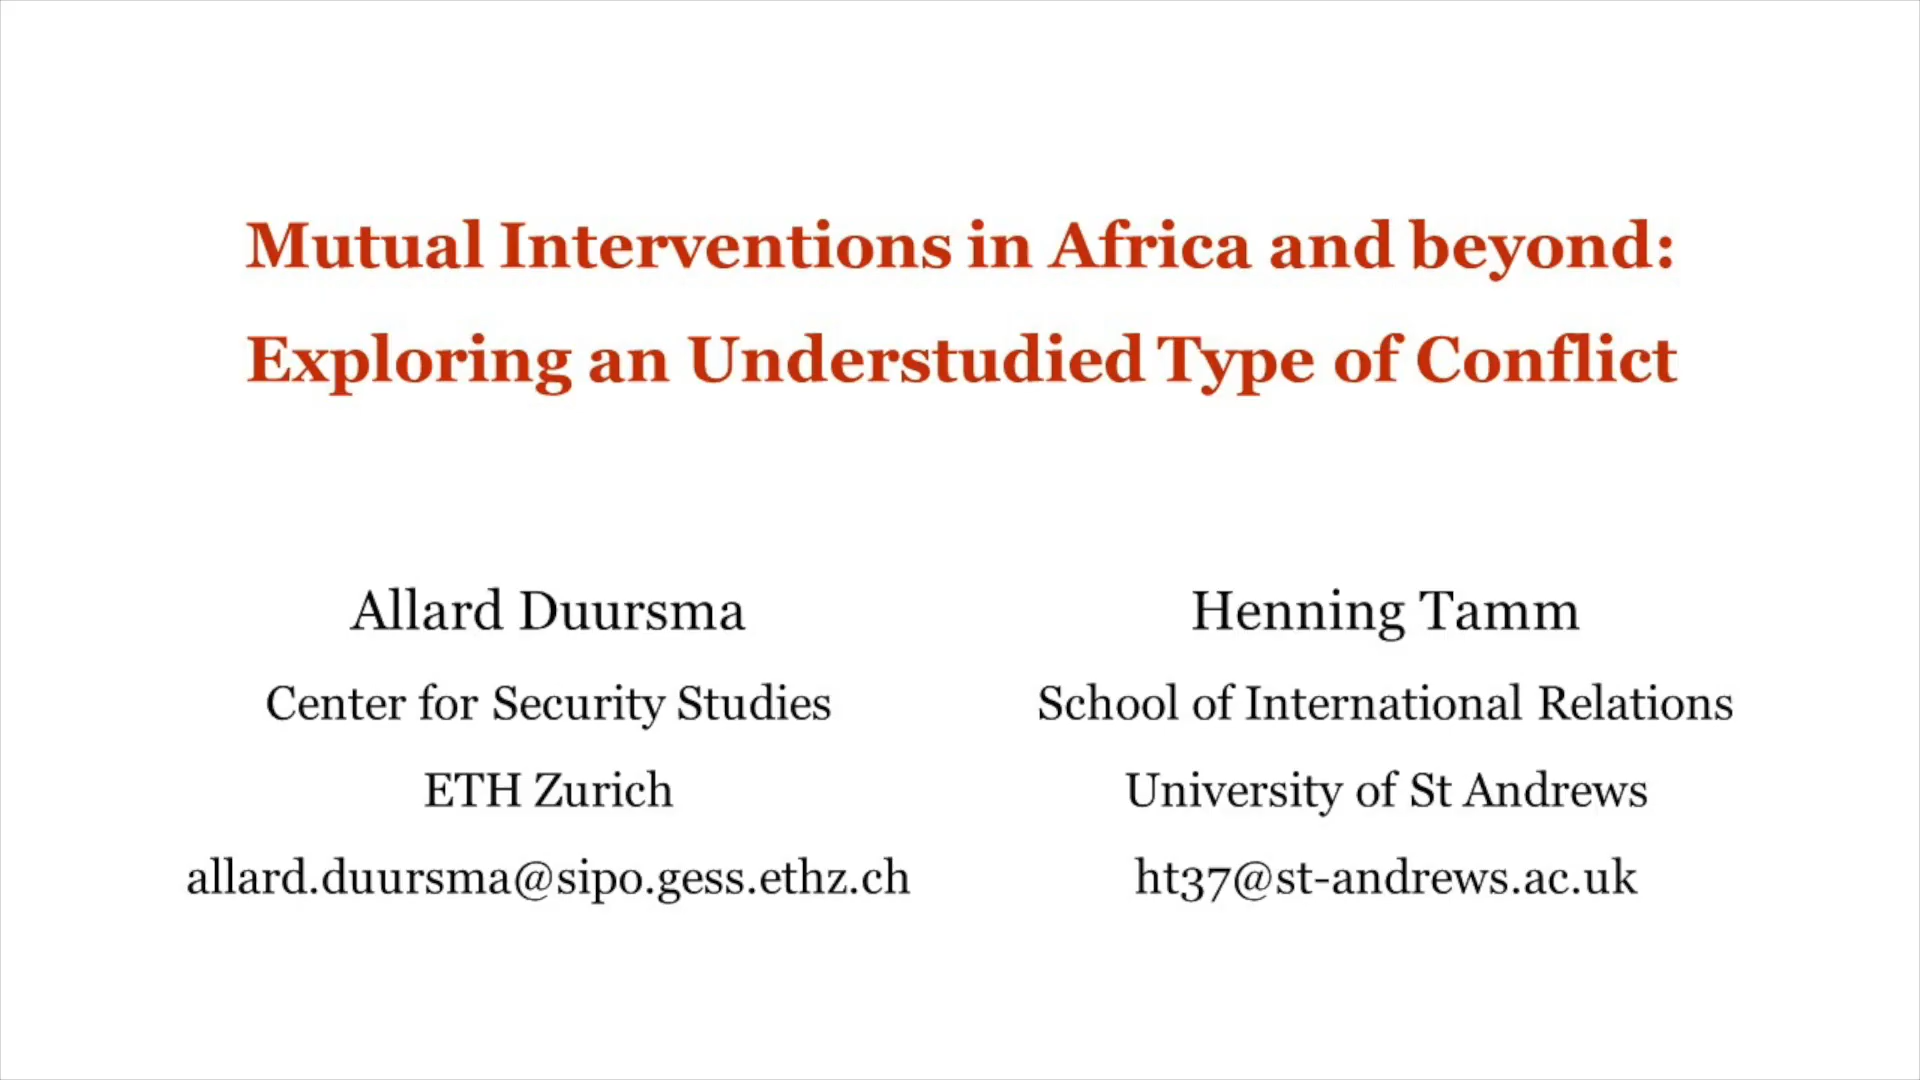 Mutual Interventions in Africa and beyond:
Exploring an Understudied Type of Conflict
Allard Duursma
Center for Security Studies
ETH Zurich
allard.duursma@sipo.gess.ethz.ch
Henning Tamm
School of International Relations
University of St Andrews
ht37@st-andrews.ac.uk